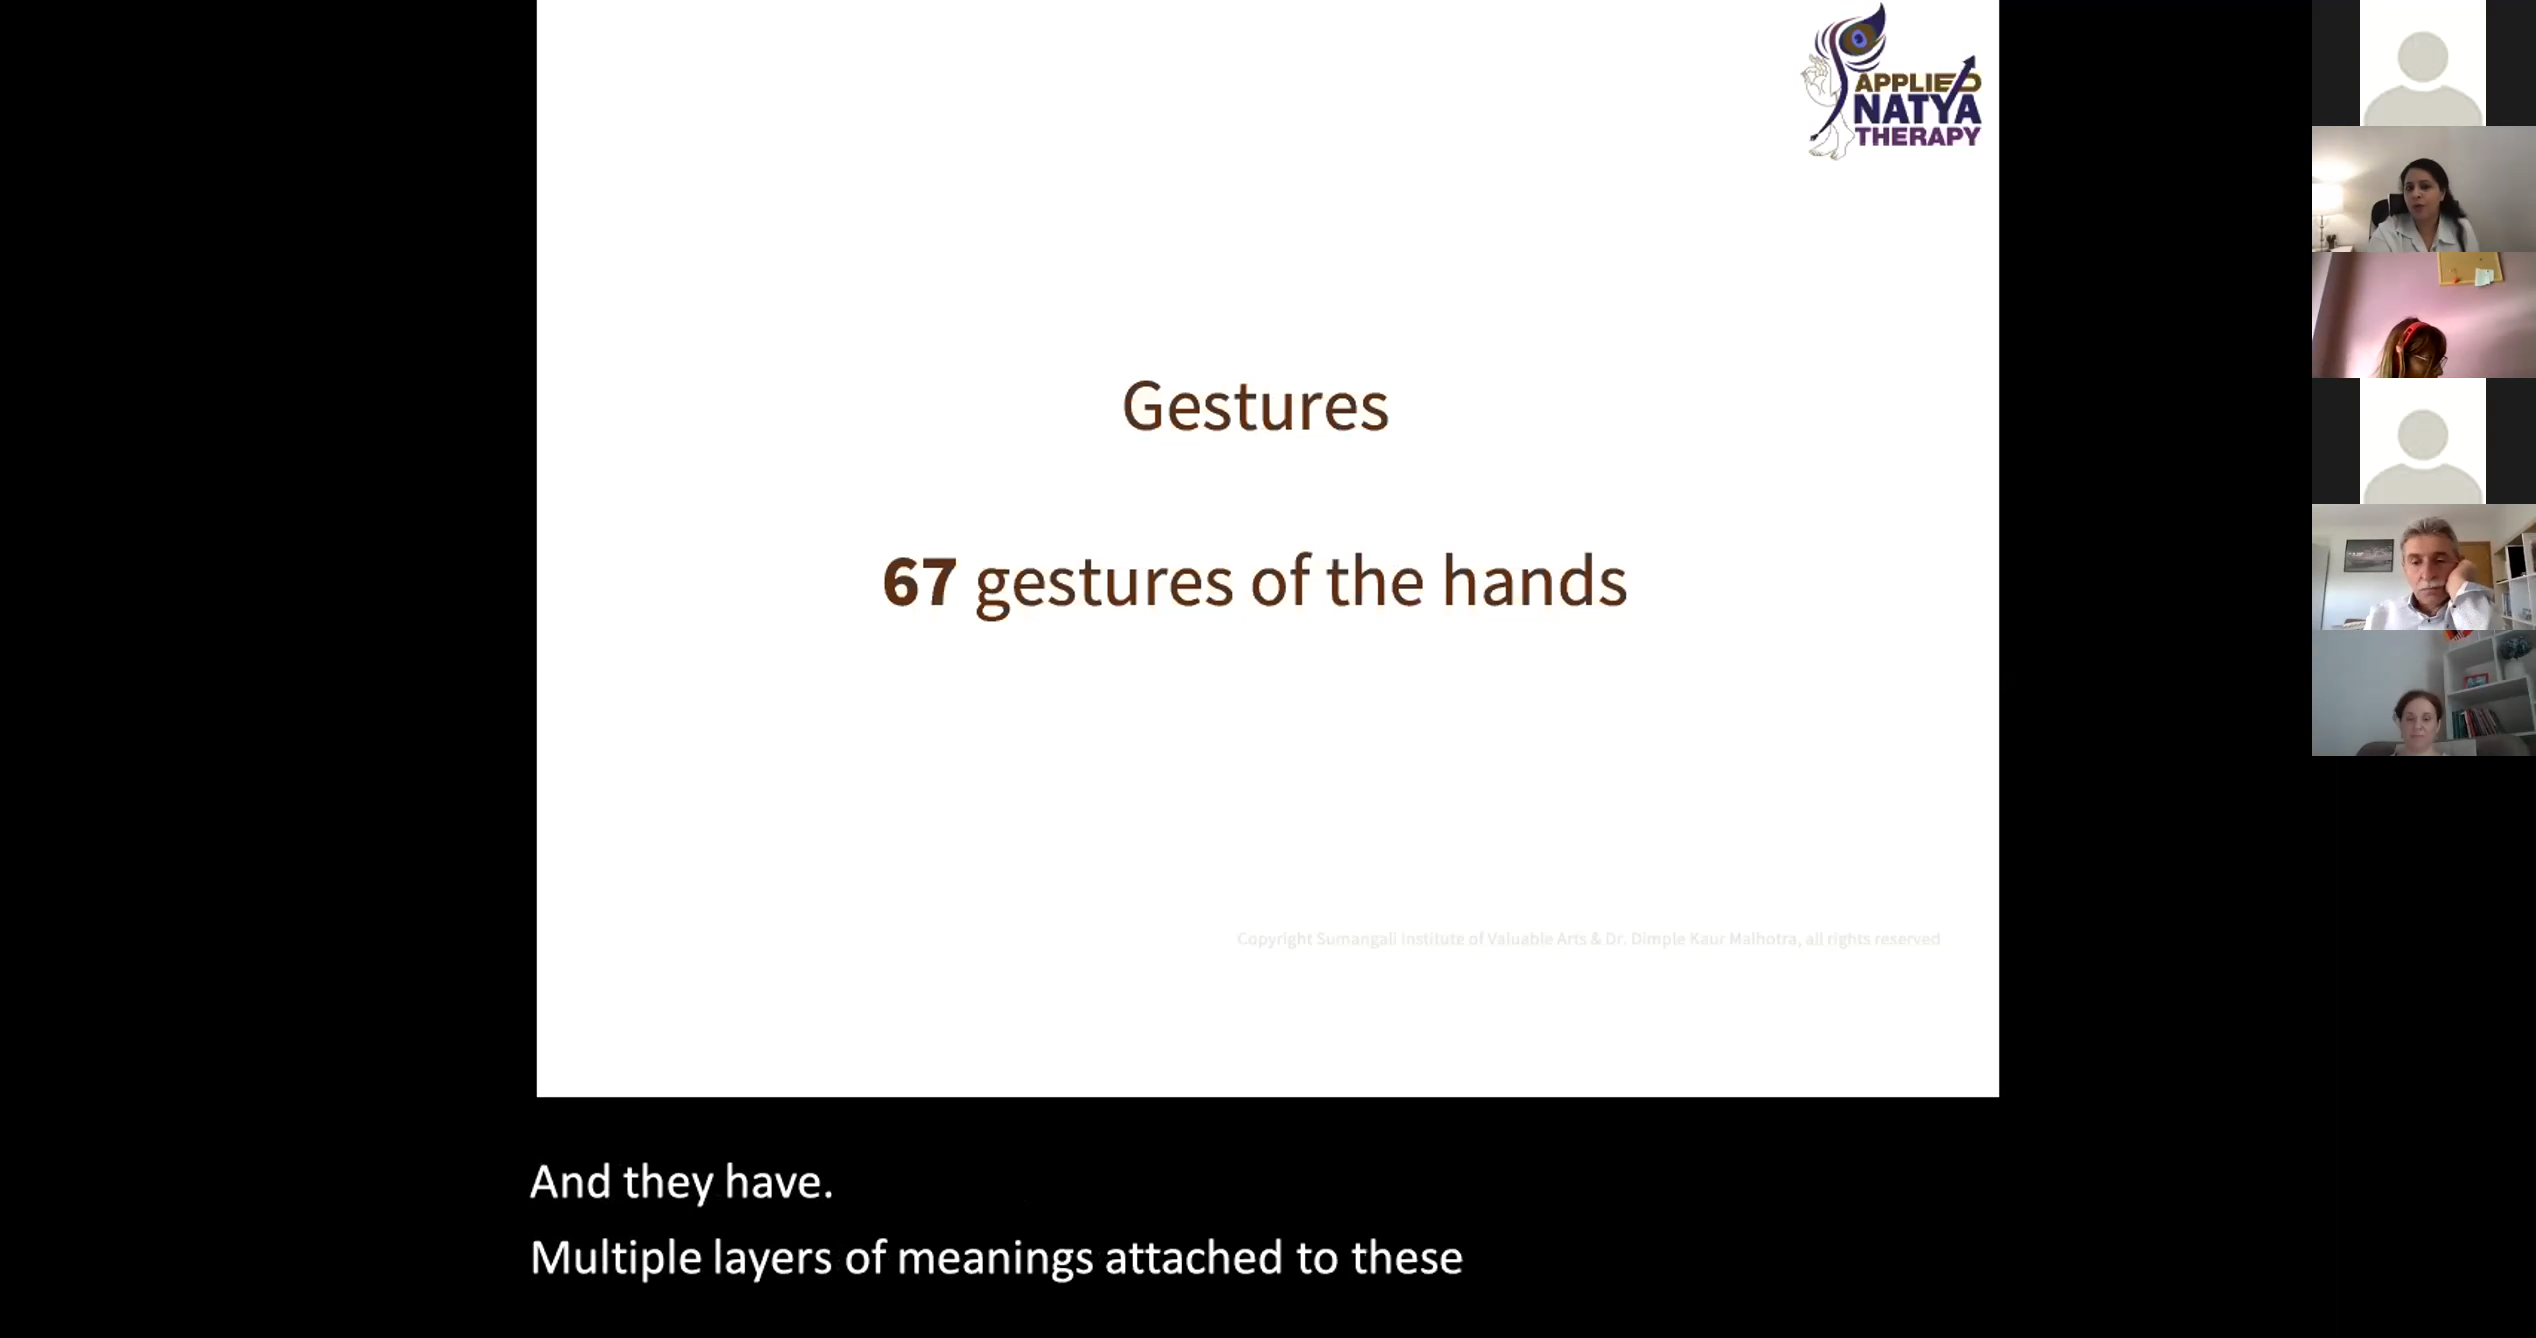 APPLIED
NATYA
THERAPY
Gestures
67 gestures of the hands
Copyright Sumangali Institute of Valuable Arts & Dr. Dimple Kaur Malhotra, all rights reserved
And they have.
Multiple layers of meanings attached to these